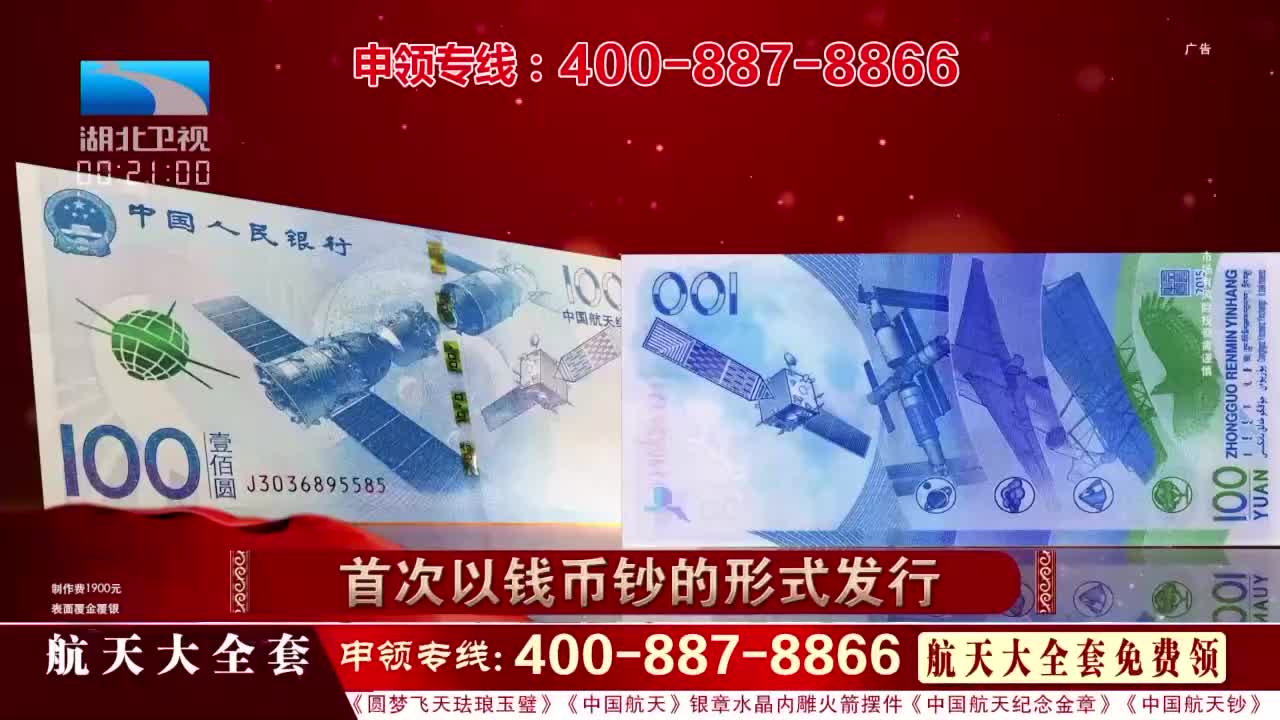 申领专线：400-887-8866
广告
湖北卫视
00:21:00
中国人民银行
100
中国航天纪
100
壹佰圆
J3036895585
100
2015
ZHONGGUO RENMIN YINHANG
100
YUAN
首次以钱币钞的形式发行
制作费1900元
表面覆金覆银
航天大全套
申领专线:400-887-8866
航天大全套免费领
《圆梦飞天珐琅玉璧》《中国航天》银章水晶内雕火箭摆件《中国航天纪念金章》《中国航天钞》